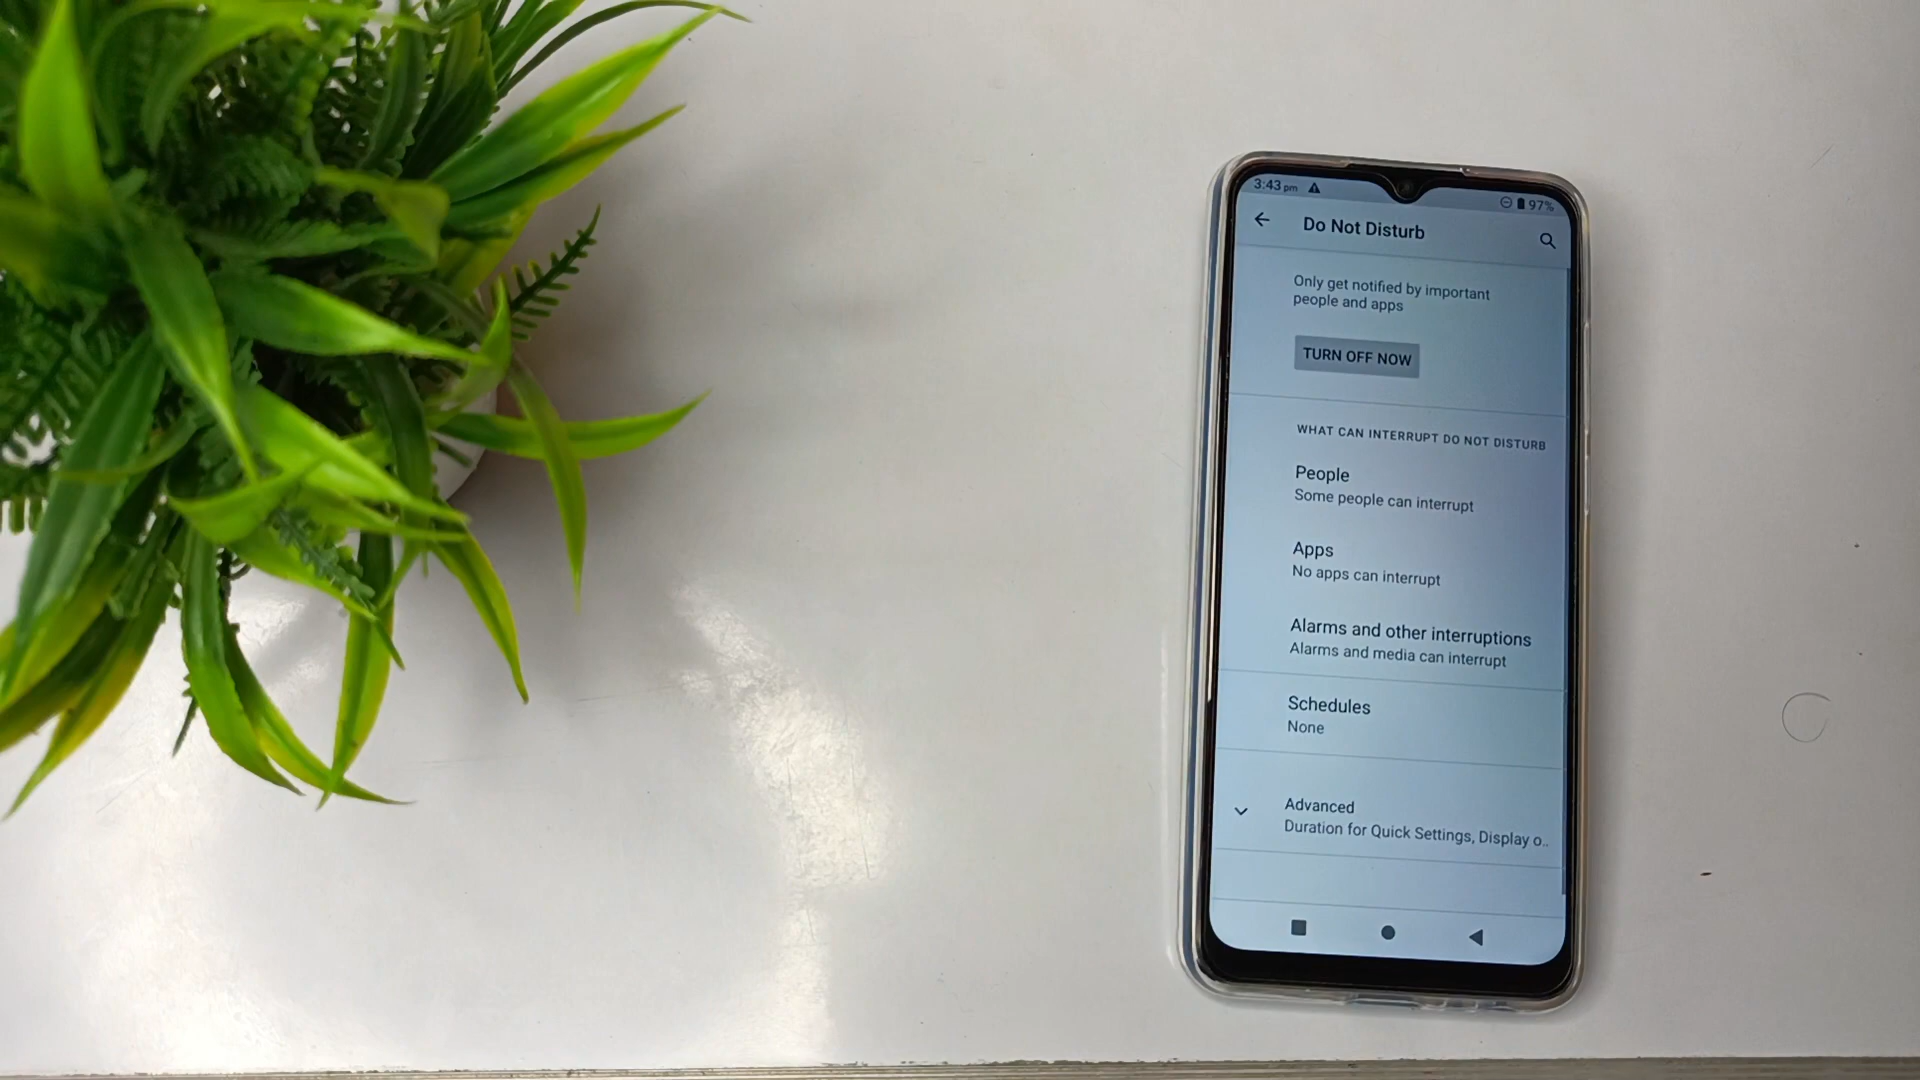 3:43 pm
97%
Do Not Disturb
Only get notified by important
people and apps
TURN OFF NOW
WHAT CAN INTERRUPT DO NOT DISTURB
People
Some people can interrupt
Apps
No apps can interrupt
Alarms and other interruptions
Alarms and media can interrupt
Schedules
None
Advanced
Duration for Quick Settings, Display o..